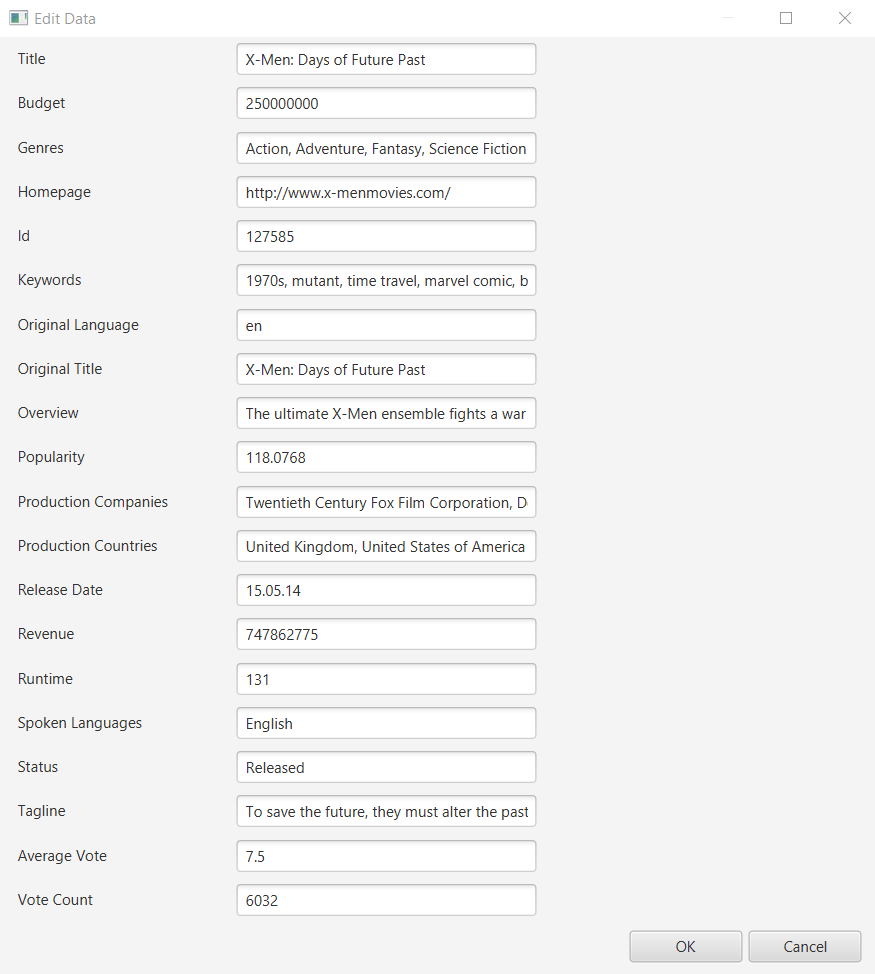 Edit Data
Title X-Men: Days of Future Past
Budget 250000000
Genres Action, Adventure, Fantasy, Science Fiction
Homepage http://www.x-menmovies.com/
Id 127585
Keywords 1970s, mutant, time travel, marvel comic, b
Original Language en
Original Title X-Men: Days of Future Past
Overview The ultimate X-Men ensemble fights a war
Popularity 118.0768
Production Companies Twentieth Century Fox Film Corporation, D
Production Countries United Kingdom, United States of America
Release Date 15.05.14
Revenue 747862775
Runtime 131
Spoken Languages English
Status Released
Tagline To save the future, they must alter the past
Average Vote 7.5
Vote Count 6032
OK Cancel